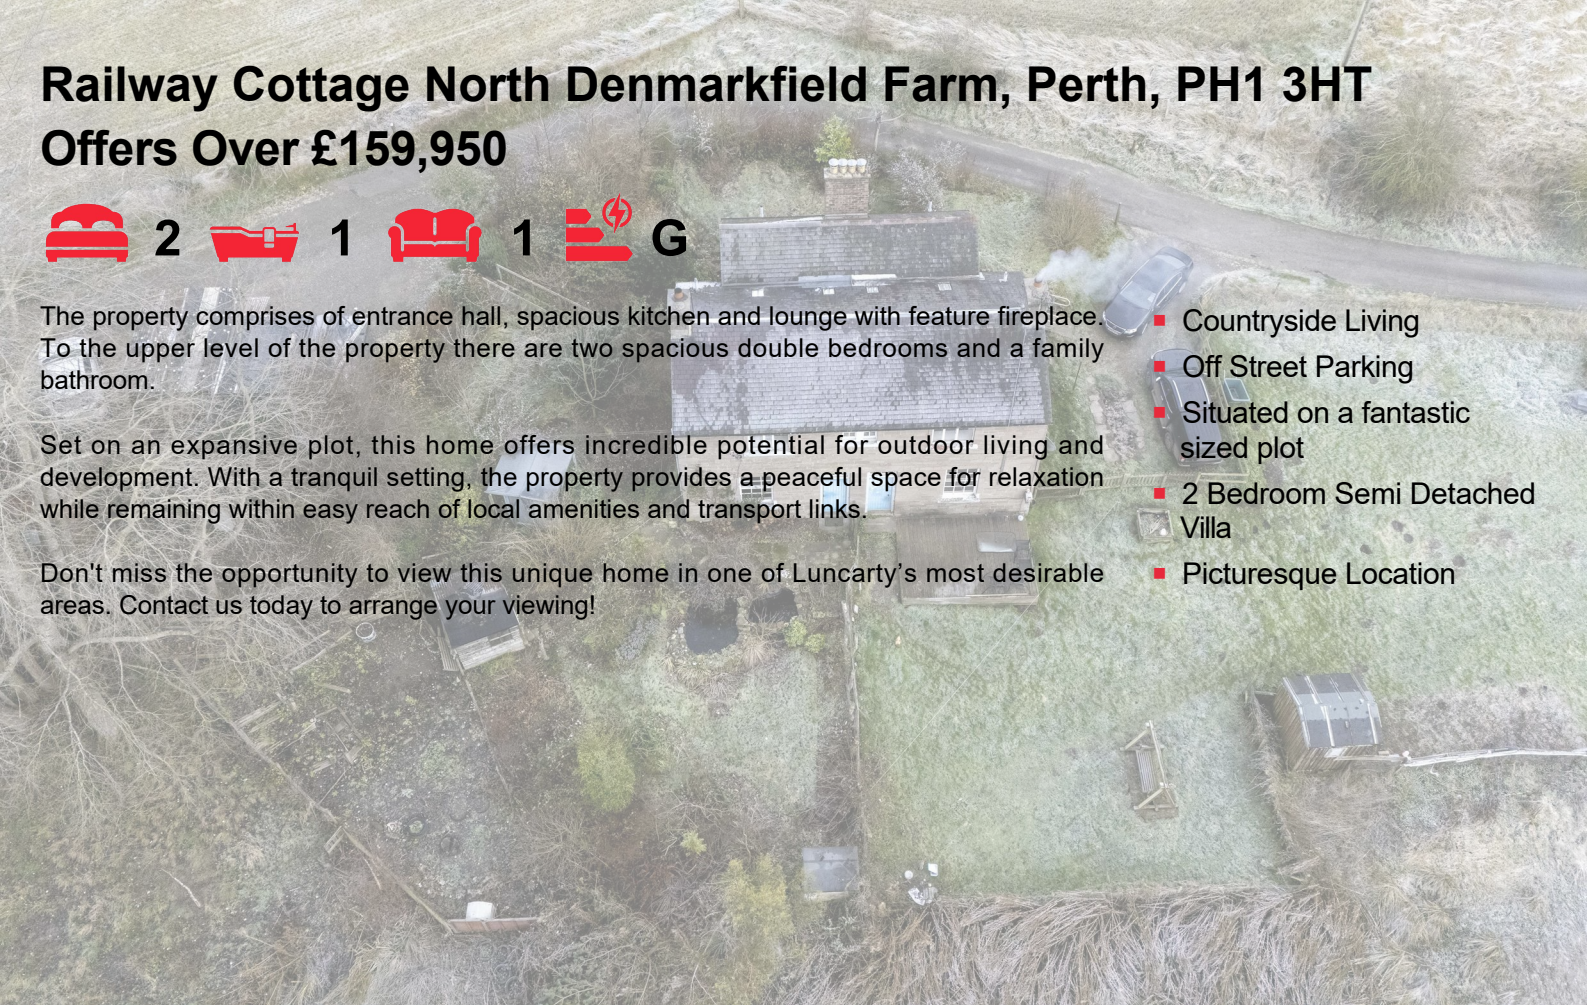 Railway Cottage North Denmarkfield Farm, Perth, PH1 3HT
Offers Over £159,950
2 1 1 G
The property comprises of entrance hall, spacious kitchen and lounge with feature fireplace.
To the upper level of the property there are two spacious double bedrooms and a family
bathroom.
Set on an expansive plot, this home offers incredible potential for outdoor living and
development. With a tranquil setting, the property provides a peaceful space for relaxation
while remaining within easy reach of local amenities and transport links.
Don't miss the opportunity to view this unique home in one of Luncarty’s most desirable
areas. Contact us today to arrange your viewing!
Countryside Living
Off Street Parking
Situated on a fantastic
sized plot
2 Bedroom Semi Detached
Villa
Picturesque Location